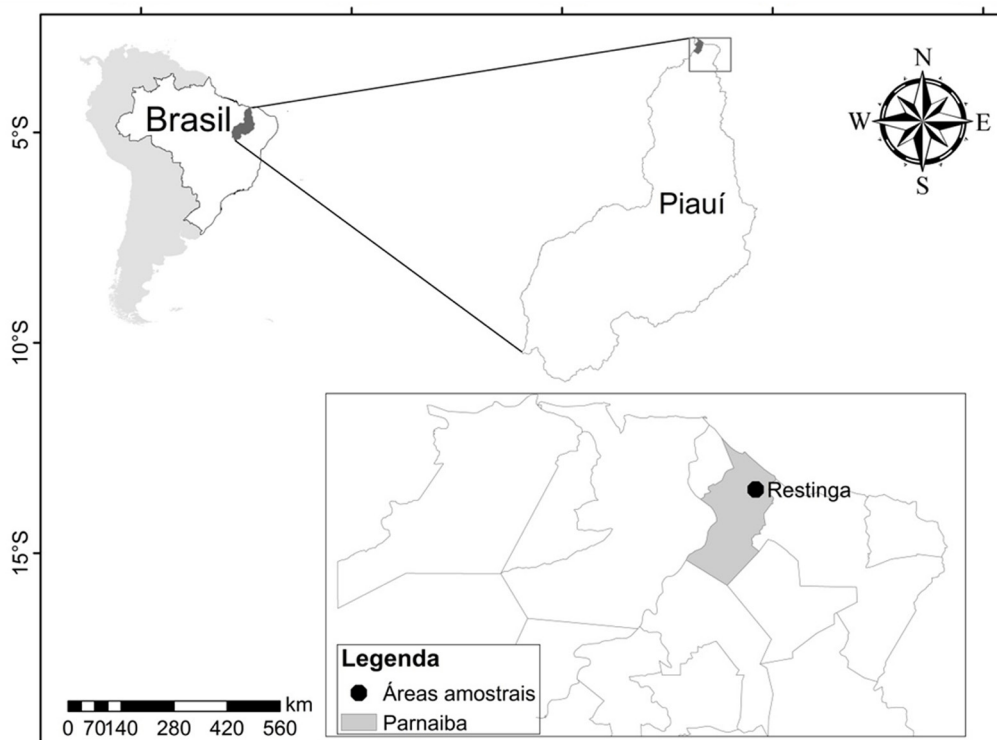 Brasil
Piauí
N
W
E
S
5°S
10°S
15°S
Restinga
Legenda
Áreas amostrais
Parnaiba
km
0 70140 280 420 560